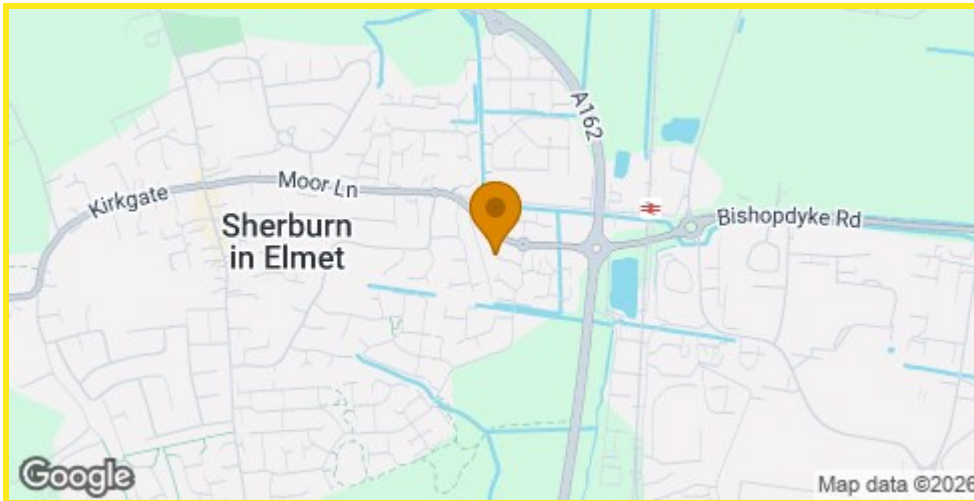 A162
Kirkgate
Moor Ln
Sherburn
in Elmet
Bishopdyke Rd
Google
Map data ©2026